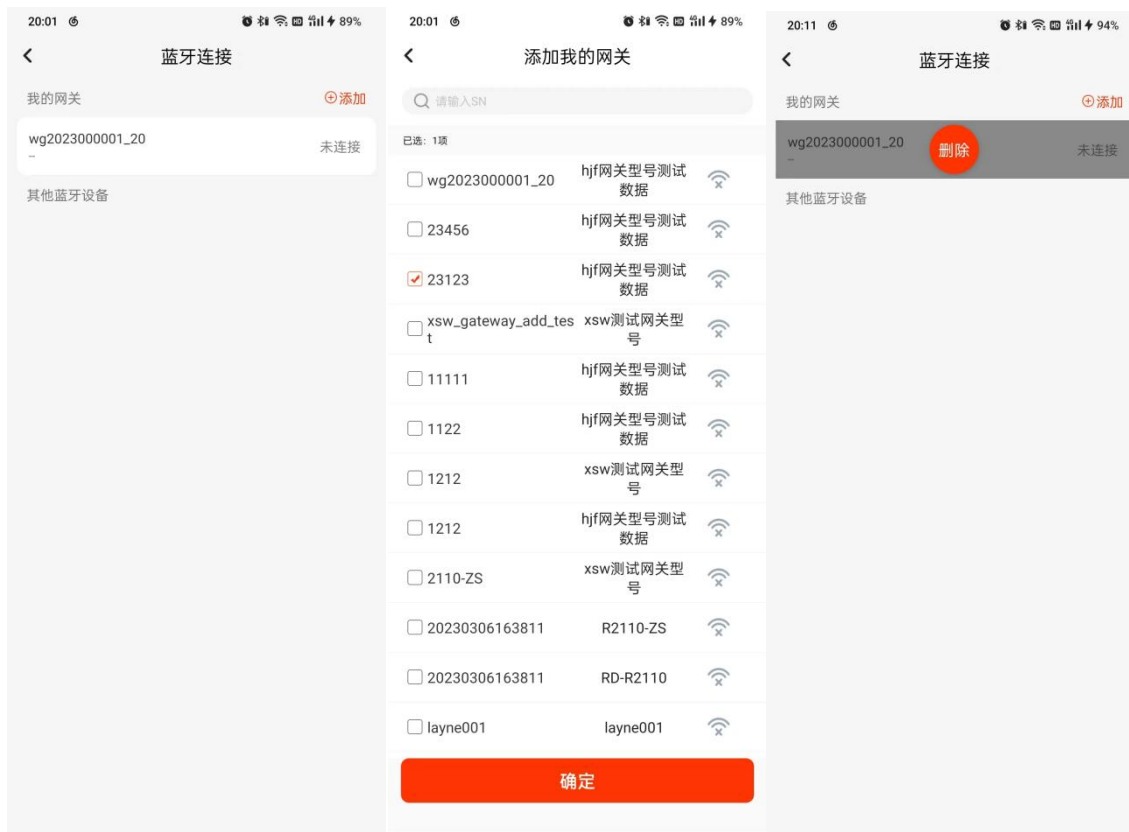 20:01 89%
蓝牙连接
我的网关 添加
wg2023000001_20 未连接
--
其他蓝牙设备
20:01 89%
添加我的网关
请输入SN
已选：1项
wg2023000001_20 hjf网关型号测试
数据
23456 hjf网关型号测试
数据
23123 hjf网关型号测试
数据
xsw_gateway_add_tes xsw测试网关型
t 号
11111 hjf网关型号测试
数据
1122 hjf网关型号测试
数据
1212 xsw测试网关型
号
1212 hjf网关型号测试
数据
2110-ZS xsw测试网关型
号
20230306163811 R2110-ZS
20230306163811 RD-R2110
layne001 layne001
确定
20:11 94%
蓝牙连接
我的网关 添加
wg2023000001_20 删除 未连接
--
其他蓝牙设备